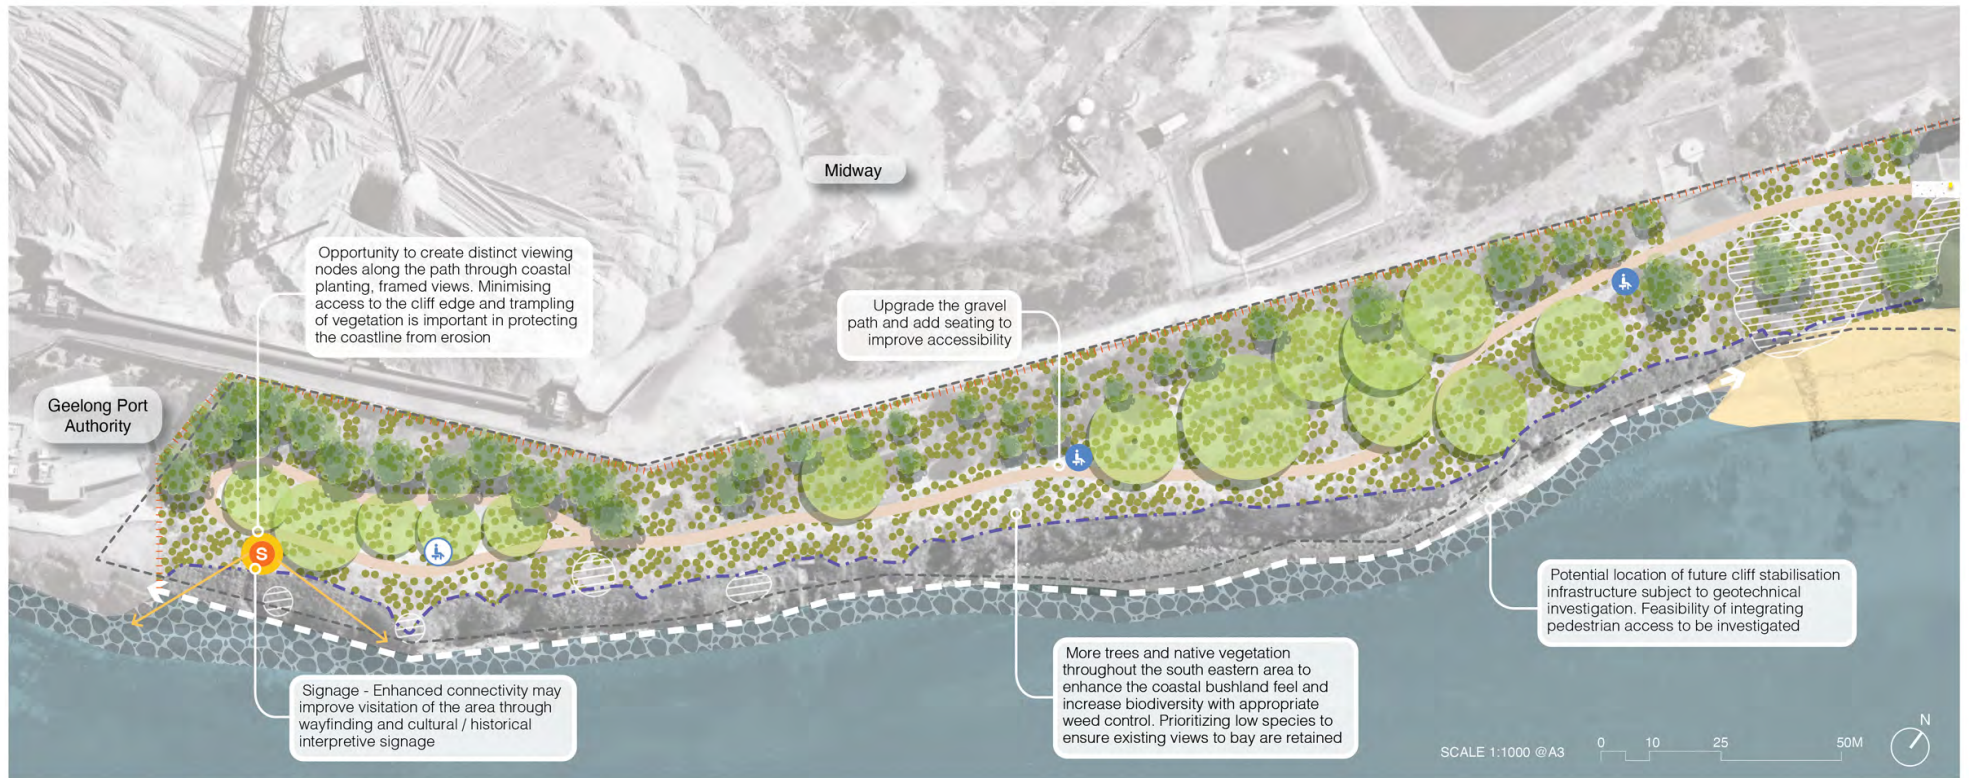 Midway
Opportunity to create distinct viewing
nodes along the path through coastal
planting, framed views. Minimising
access to the cliff edge and trampling
of vegetation is important in protecting
the coastline from erosion
Upgrade the gravel
path and add seating to
improve accessibility
Geelong Port
Authority
S
Potential location of future cliff stabilisation
infrastructure subject to geotechnical
investigation. Feasibility of integrating
pedestrian access to be investigated
More trees and native vegetation
throughout the south eastern area to
enhance the coastal bushland feel and
increase biodiversity with appropriate
weed control. Prioritizing low species to
ensure existing views to bay are retained
Signage - Enhanced connectivity may
improve visitation of the area through
wayfinding and cultural / historical
interpretive signage
SCALE 1:1000 @A3
0 10 25 50M
N